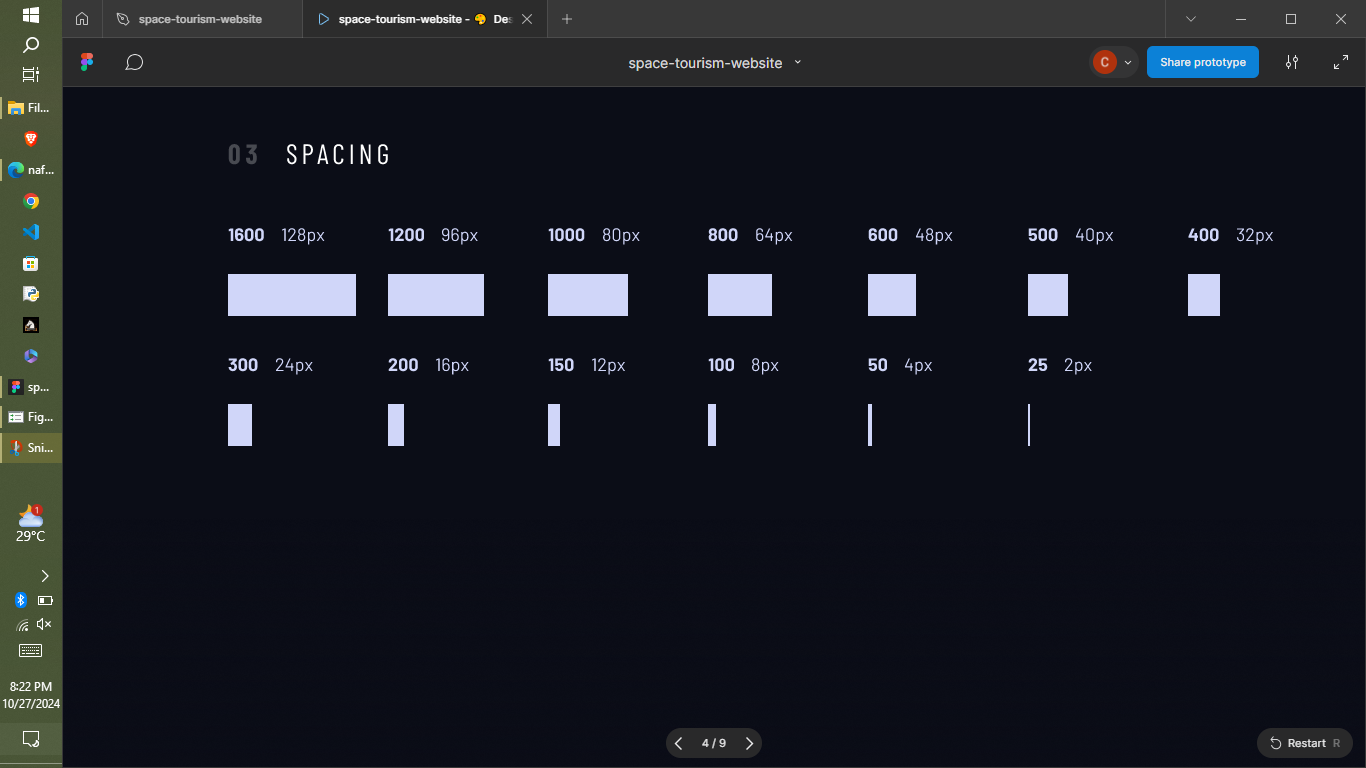 space-tourism-website
space-tourism-website - 🎨 Des
space-tourism-website
C
Share prototype
Fil...
naf...
sp...
Fig...
Sni...
1
29°C
8:22 PM
10/27/2024
03 SPACING
1600 128px
1200 96px
1000 80px
800 64px
600 48px
500 40px
400 32px
300 24px
200 16px
150 12px
100 8px
50 4px
25 2px
4 / 9
Restart R